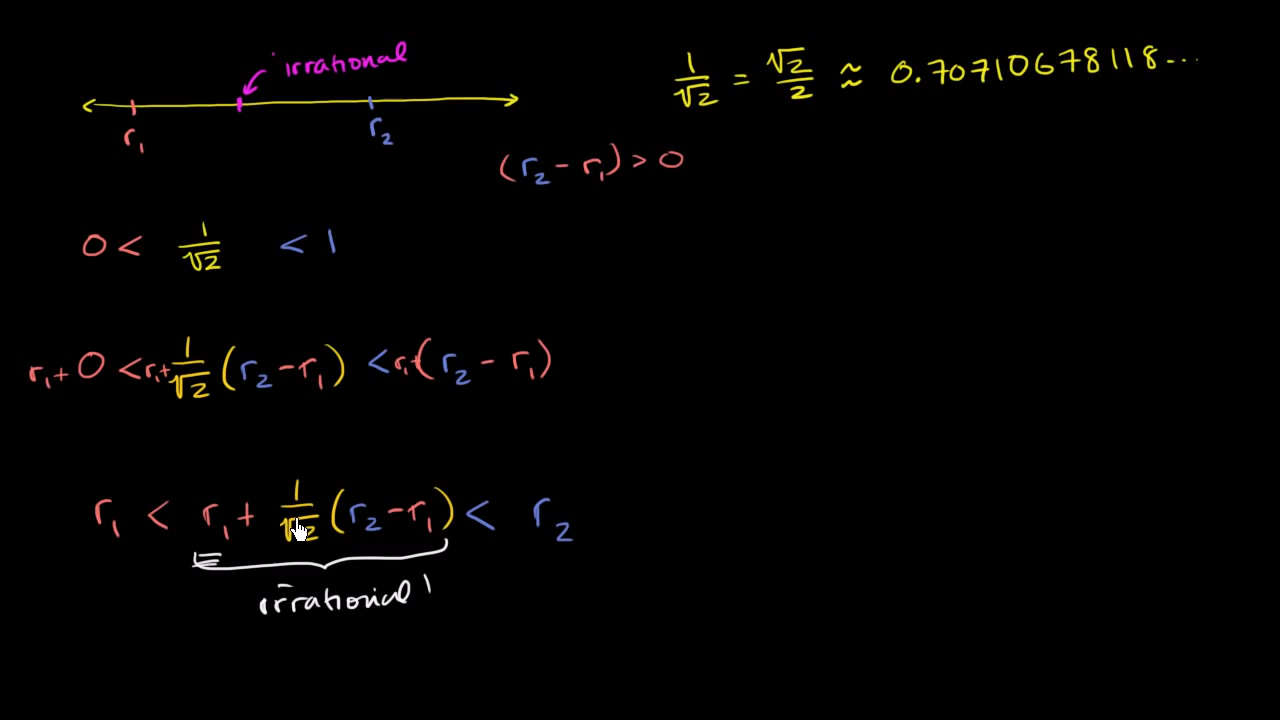 irrational
1/√2 = √2/2 ≈ 0.70710678118...
r₁ r₂
(r₂ - r₁) > 0
0 < 1/√2 < 1
r₁ + 0 < r₁ + 1/√2 (r₂ - r₁) < r₁ + (r₂ - r₁)
r₁ < r₁ + 1/√2 (r₂ - r₁) < r₂
irrational!